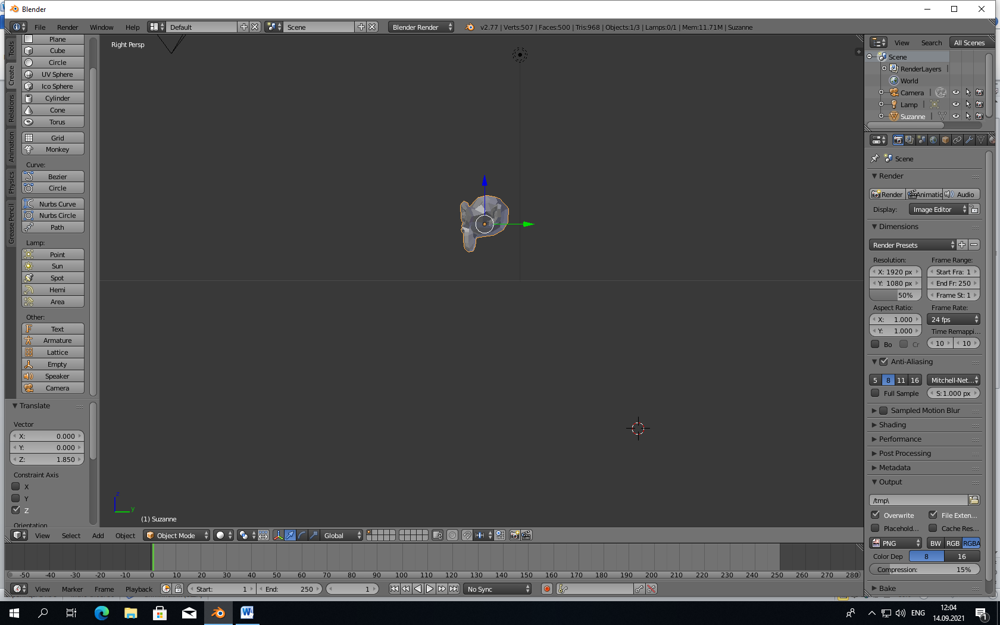 Blender
File Render Window Help Default Scene Blender Render v2.77 | Verts:507 | Faces:500 | Tris:968 | Objects:1/3 | Lamps:0/1 | Mem:11.71M | Suzanne
Tools
Create
Relations
Animation
Physics
Grease Pencil
Plane
Cube
Circle
UV Sphere
Ico Sphere
Cylinder
Cone
Torus
Grid
Monkey
Curve:
Bezier
Circle
Nurbs Curve
Nurbs Circle
Path
Lamp:
Point
Sun
Spot
Hemi
Area
Other:
Text
Armature
Lattice
Empty
Speaker
Camera
Translate
Vector
X: 0.000
Y: 0.000
Z: 1.850
Constraint Axis
X
Y
Z
Orientation
Right Persp
z
y
(1) Suzanne
View Select Add Object Object Mode Global
-50 -40 -30 -20 -10 0 10 20 30 40 50 60 70 80 90 100 110 120 130 140 150 160 170 180 190 200 210 220 230 240 250 260 270 280
View Marker Frame Playback Start: 1 End: 250 1 No Sync
View Search All Scenes
Scene
RenderLayers
World
Camera
Lamp
Suzanne
Scene
Render
Render Animatic Audio
Display: Image Editor
Dimensions
Render Presets
Resolution: Frame Range:
X: 1920 px Start Fra: 1
Y: 1080 px End Fr: 250
50% Frame St: 1
Aspect Ratio: Frame Rate:
X: 1.000 24 fps
Y: 1.000 Time Remappi...
Bo Cr 10 10
Anti-Aliasing
5 8 11 16 Mitchell-Net...
Full Sample S: 1.000 px
Sampled Motion Blur
Shading
Performance
Post Processing
Metadata
Output
/tmp\
Overwrite File Exten...
Placehold... Cache Res...
PNG BW RGB RGBA
Color Dep 8 16
Compression: 15%
Bake
ENG 12:04
14.09.2021
1